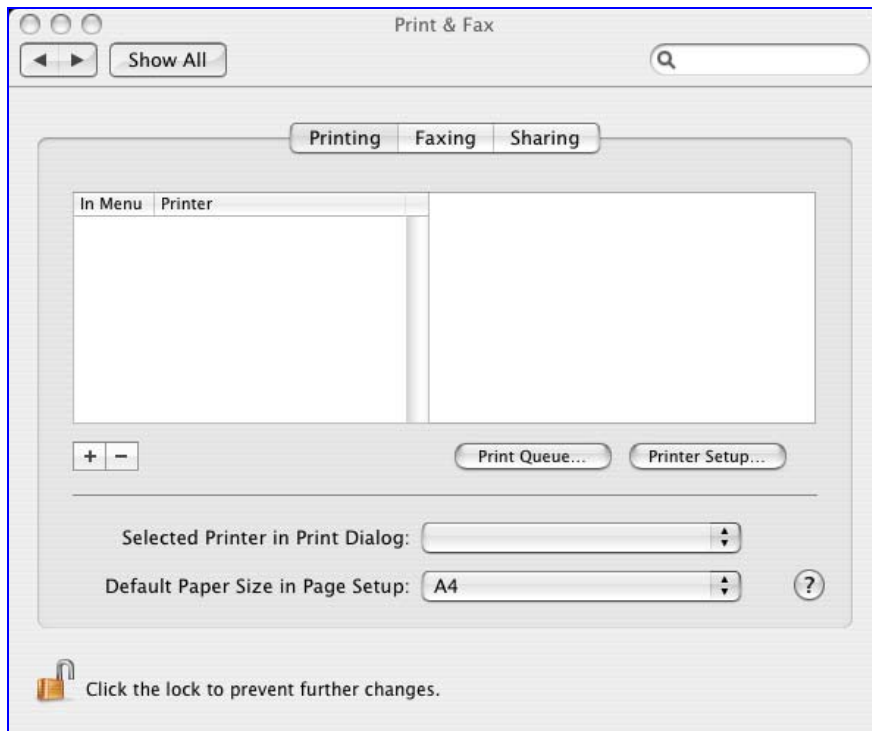 Print & Fax
Show All
Printing Faxing Sharing
In Menu Printer
+ − Print Queue... Printer Setup...
Selected Printer in Print Dialog:
Default Paper Size in Page Setup: A4 ?
Click the lock to prevent further changes.